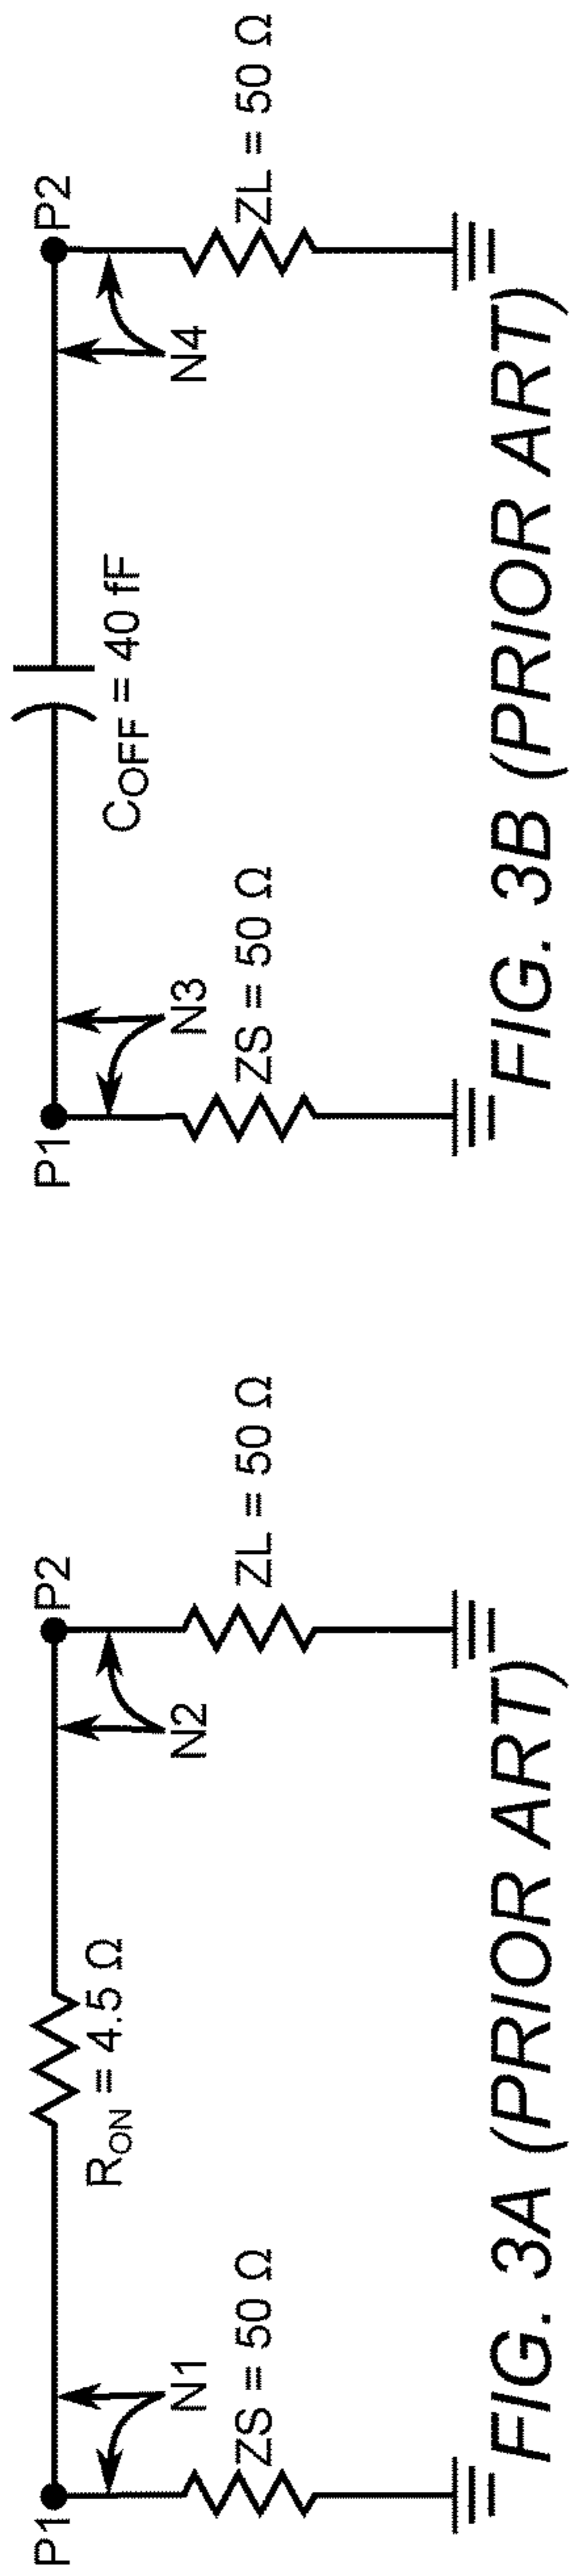 P1
P2
R_ON = 4.5 Ω
N1
N2
ZS = 50 Ω
ZL = 50 Ω
FIG. 3A (PRIOR ART)
P1
P2
C_OFF = 40 fF
N3
N4
ZS = 50 Ω
ZL = 50 Ω
FIG. 3B (PRIOR ART)